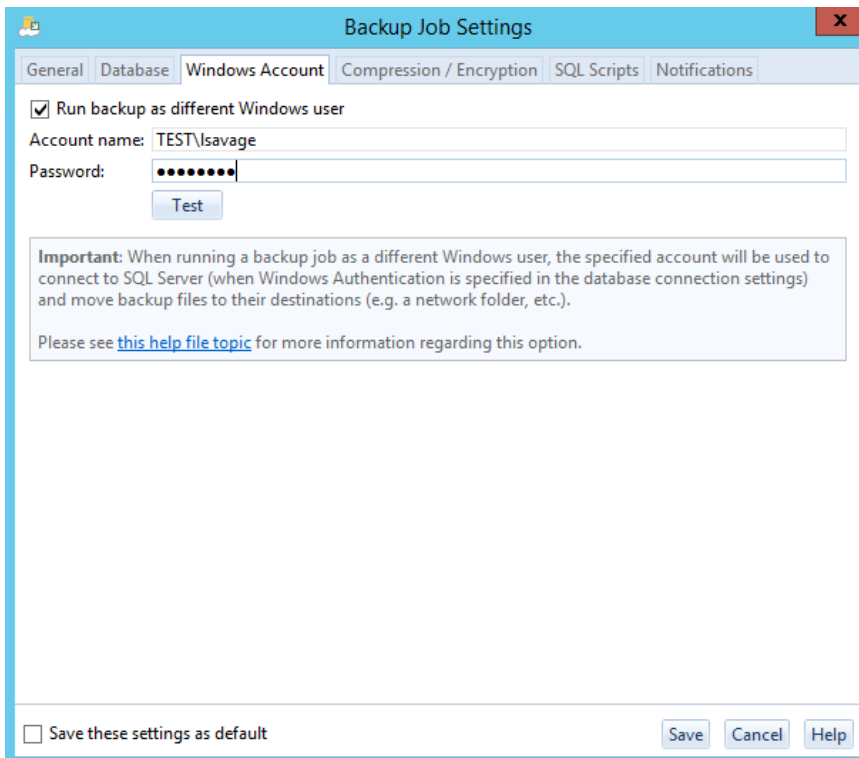 Backup Job Settings
x
General Database Windows Account Compression / Encryption SQL Scripts Notifications
Run backup as different Windows user
Account name: TEST\lsavage
Password: ••••••••
Test
Important: When running a backup job as a different Windows user, the specified account will be used to
connect to SQL Server (when Windows Authentication is specified in the database connection settings)
and move backup files to their destinations (e.g. a network folder, etc.).
Please see this help file topic for more information regarding this option.
Save these settings as default
Save Cancel Help